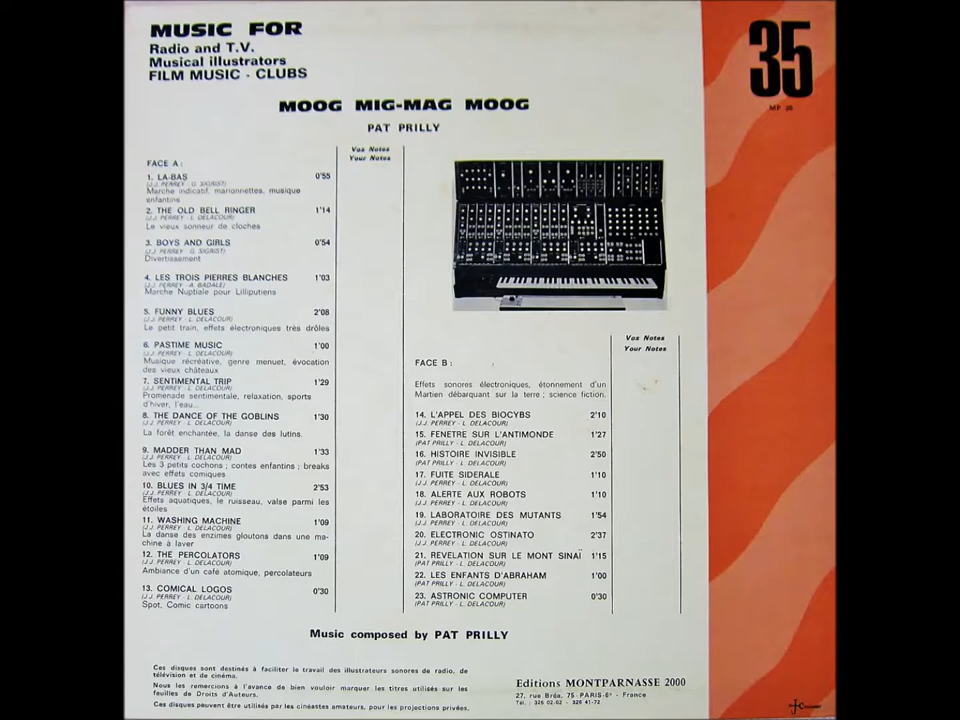 MUSIC FOR
Radio and T.V.
Musical illustrators
FILM MUSIC - CLUBS
35
MP 35
MOOG MIG-MAG MOOG
PAT PRILLY
Vos Notes
Your Notes
FACE A :
1. LA-BAS 0'55
(J.J. PERREY - G. SIGRIST)
Marche indicatif, marionnettes, musique
enfantine
2. THE OLD BELL RINGER 1'14
(J.J. PERREY - L. DELACOUR)
Le vieux sonneur de cloches
3. BOYS AND GIRLS 0'54
(J.J. PERREY - G. SIGRIST)
Divertissement
4. LES TROIS PIERRES BLANCHES 1'03
(J.J. PERREY - A. BADALE)
Marche Nuptiale pour Lilliputiens
5. FUNNY BLUES 2'08
(J.J. PERREY - L. DELACOUR)
Le petit train, effets électroniques très drôles
6. PASTIME MUSIC 1'00
(J.J. PERREY - L. DELACOUR)
Musique récréative, genre menuet, évocation
des vieux châteaux
7. SENTIMENTAL TRIP 1'29
(J.J. PERREY - L. DELACOUR)
Promenade sentimentale, relaxation, sports
d'hiver, l'eau...
8. THE DANCE OF THE GOBLINS 1'30
(J.J. PERREY - L. DELACOUR)
La forêt enchantée, la danse des lutins.
9. MADDER THAN MAD 1'33
(J.J. PERREY - L. DELACOUR)
Les 3 petits cochons ; contes enfantins ; breaks
avec effets comiques
10. BLUES IN 3/4 TIME 2'53
(J.J. PERREY - L. DELACOUR)
Effets aquatiques, le ruisseau, valse parmi les
étoiles
11. WASHING MACHINE 1'09
(J.J. PERREY - L. DELACOUR)
La danse des enzimes gloutons dans une ma-
chine à laver
12. THE PERCOLATORS 1'09
(J.J. PERREY - L. DELACOUR)
Ambiance d'un café atomique, percolateurs
13. COMICAL LOGOS 0'30
(J.J. PERREY - L. DELACOUR)
Spot, Comic cartoons
Vos Notes
Your Notes
FACE B :
Effets sonores électroniques, étonnement d'un
Martien débarquant sur la terre ; science fiction.
14. L'APPEL DES BIOCYBS 2'10
(J.J. PERREY - L. DELACOUR)
15. FENETRE SUR L'ANTIMONDE 1'27
(PAT PRILLY - L. DELACOUR)
16. HISTOIRE INVISIBLE 2'50
(PAT PRILLY - L. DELACOUR)
17. FUITE SIDERALE 1'10
(J.J. PERREY - L. DELACOUR)
18. ALERTE AUX ROBOTS 1'10
(J.J. PERREY - L. DELACOUR)
19. LABORATOIRE DES MUTANTS 1'54
(J.J. PERREY - L. DELACOUR)
20. ELECTRONIC OSTINATO 2'37
(J.J. PERREY - L. DELACOUR)
21. REVELATION SUR LE MONT SINAÏ 1'15
(PAT PRILLY - L. DELACOUR)
22. LES ENFANTS D'ABRAHAM 1'00
(PAT PRILLY - L. DELACOUR)
23. ASTRONIC COMPUTER 0'30
(PAT PRILLY - L. DELACOUR)
Music composed by PAT PRILLY
Ces disques sont destinés à faciliter le travail des illustrateurs sonores de radio, de
télévision et de cinéma.
Nous les remercions à l'avance de bien vouloir marquer les titres utilisés sur les
feuilles de Droits d'Auteurs.
Ces disques peuvent être utilisés par les cinéastes amateurs, pour les projections privées.
Editions MONTPARNASSE 2000
27, rue Bréa, 75 - PARIS-6e - France
Tél. : 326 02-02 - 326 41-72